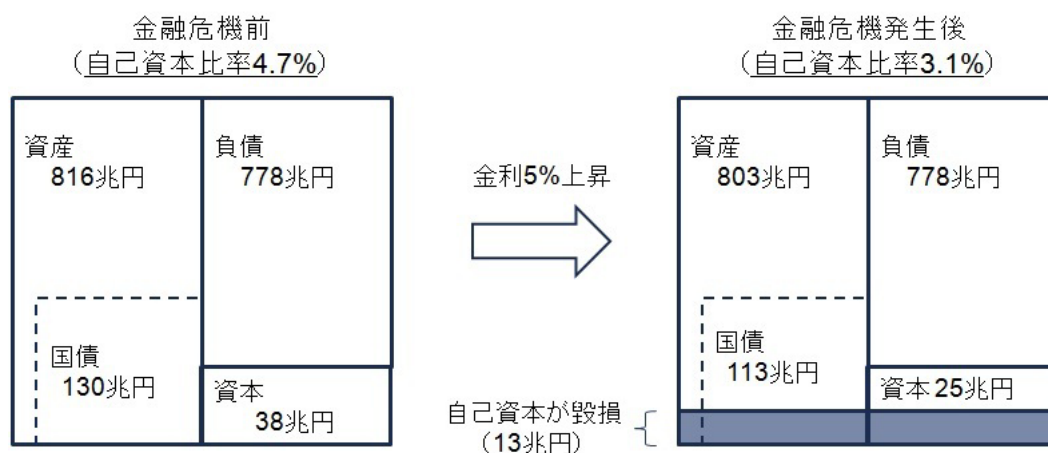 金融危機前
（自己資本比率4.7%）
資産
816兆円
負債
778兆円
国債
130兆円
資本
38兆円
金利5%上昇
金融危機発生後
（自己資本比率3.1%）
資産
803兆円
負債
778兆円
国債
113兆円
資本 25兆円
自己資本が毀損
（13兆円）